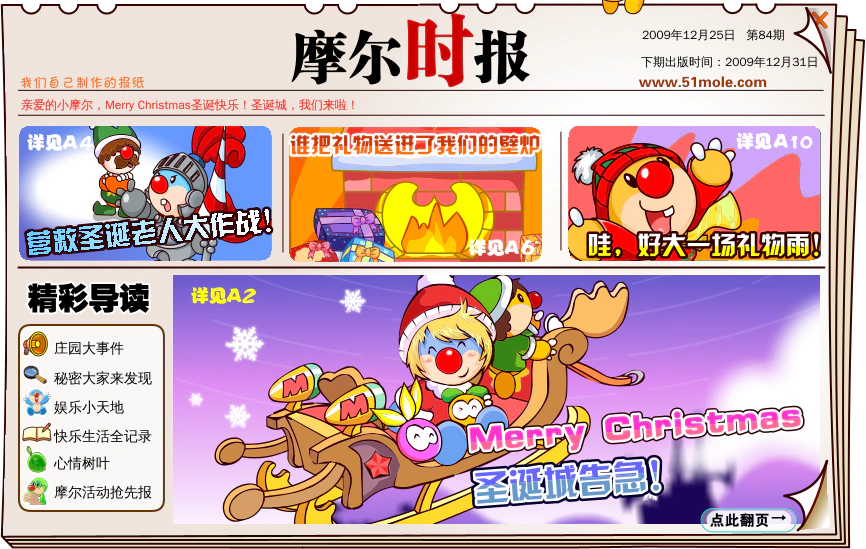 摩尔时报
2009年12月25日 第84期
下期出版时间：2009年12月31日
www.51mole.com
我们自己制作的报纸
亲爱的小摩尔，Merry Christmas圣诞快乐！圣诞城，我们来啦！
详见A4
营救圣诞老人大作战！
谁把礼物送进了我们的壁炉
详见A6
详见A10
哇，好大一场礼物雨！
精彩导读
庄园大事件
秘密大家来发现
娱乐小天地
快乐生活全记录
心情树叶
摩尔活动抢先报
详见A2
M
M
Merry Christmas
圣诞城告急！
点此翻页→